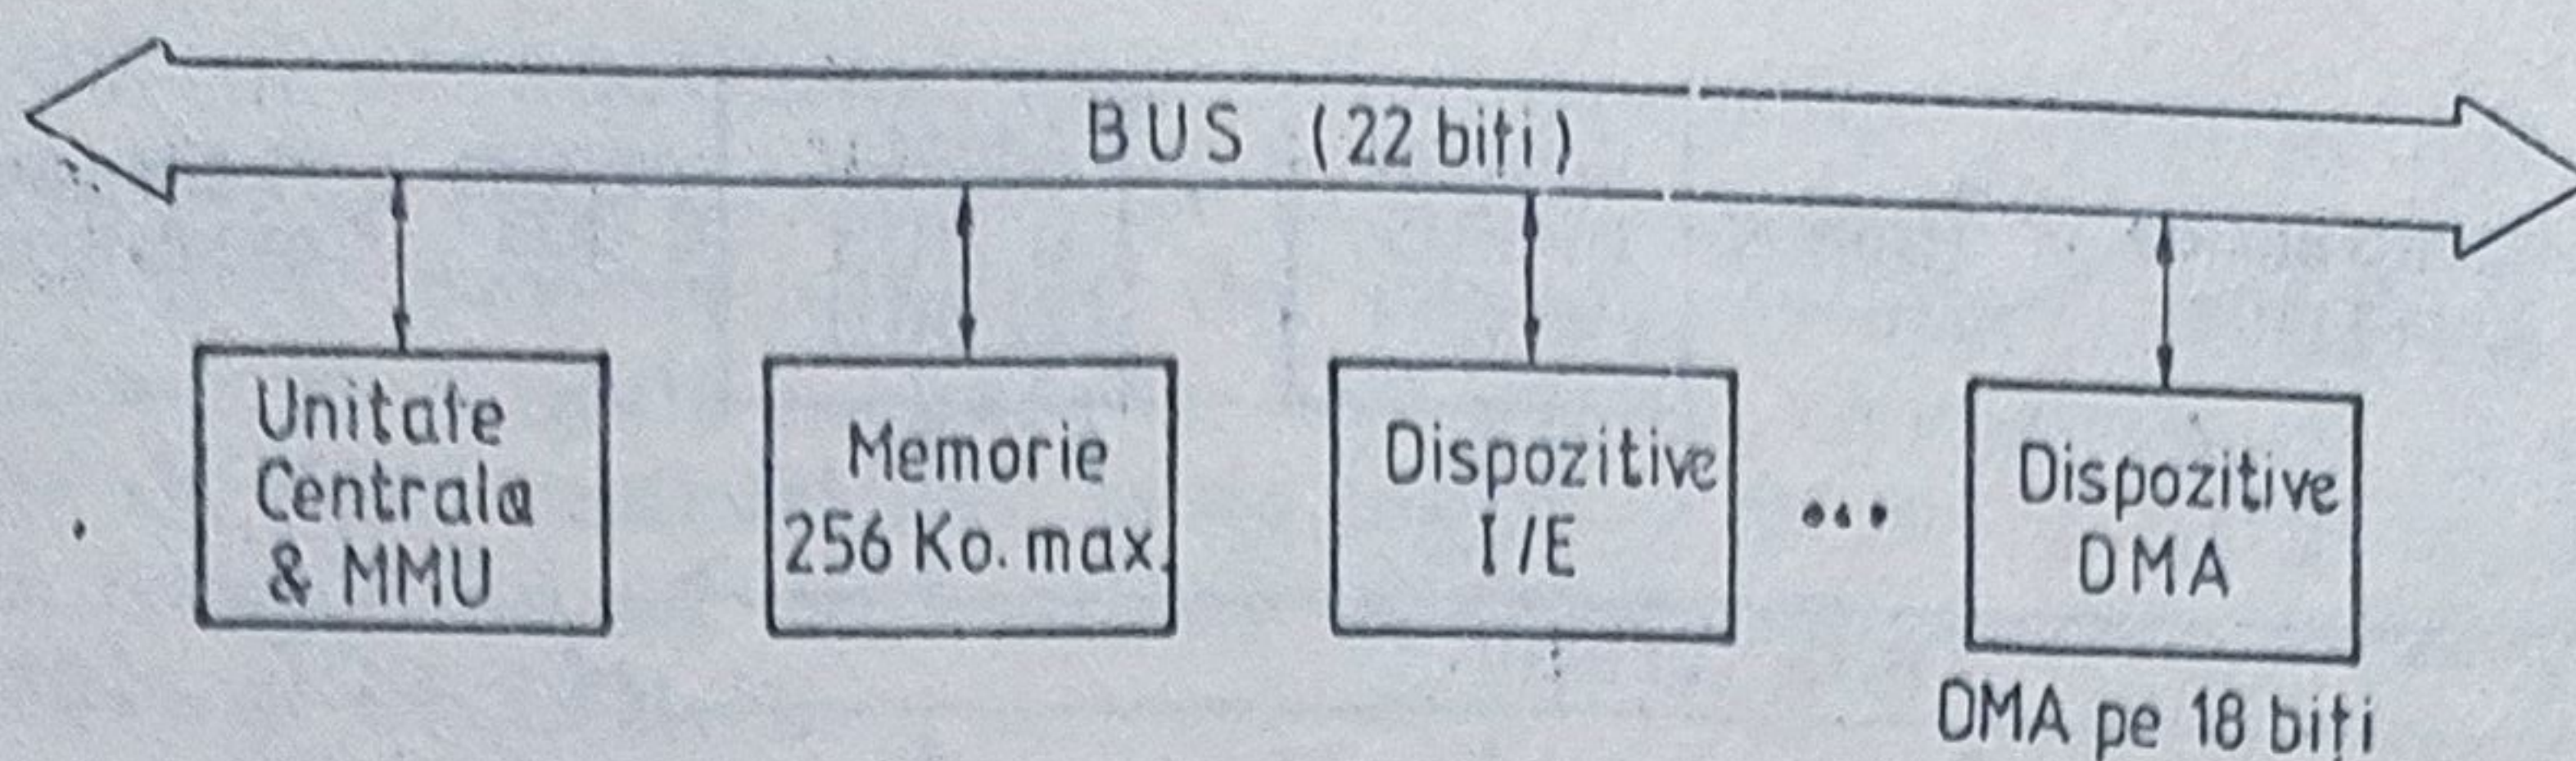 BUS (22 biți)
Unitate
Centrala
& MMU
Memorie
256 Ko. max.
Dispozitive
I/E
...
Dispozitive
DMA
DMA pe 18 biți